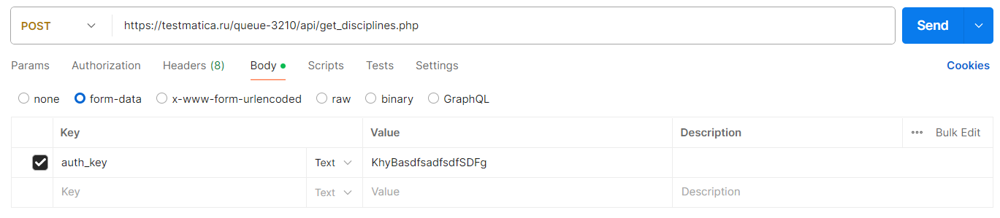 POST https://testmatica.ru/queue-3210/api/get_disciplines.php Send
Params Authorization Headers (8) Body Scripts Tests Settings Cookies
none form-data x-www-form-urlencoded raw binary GraphQL
Key Value Description Bulk Edit
auth_key Text KhyBasdfsadfsdfSDFg
Key Text Value Description